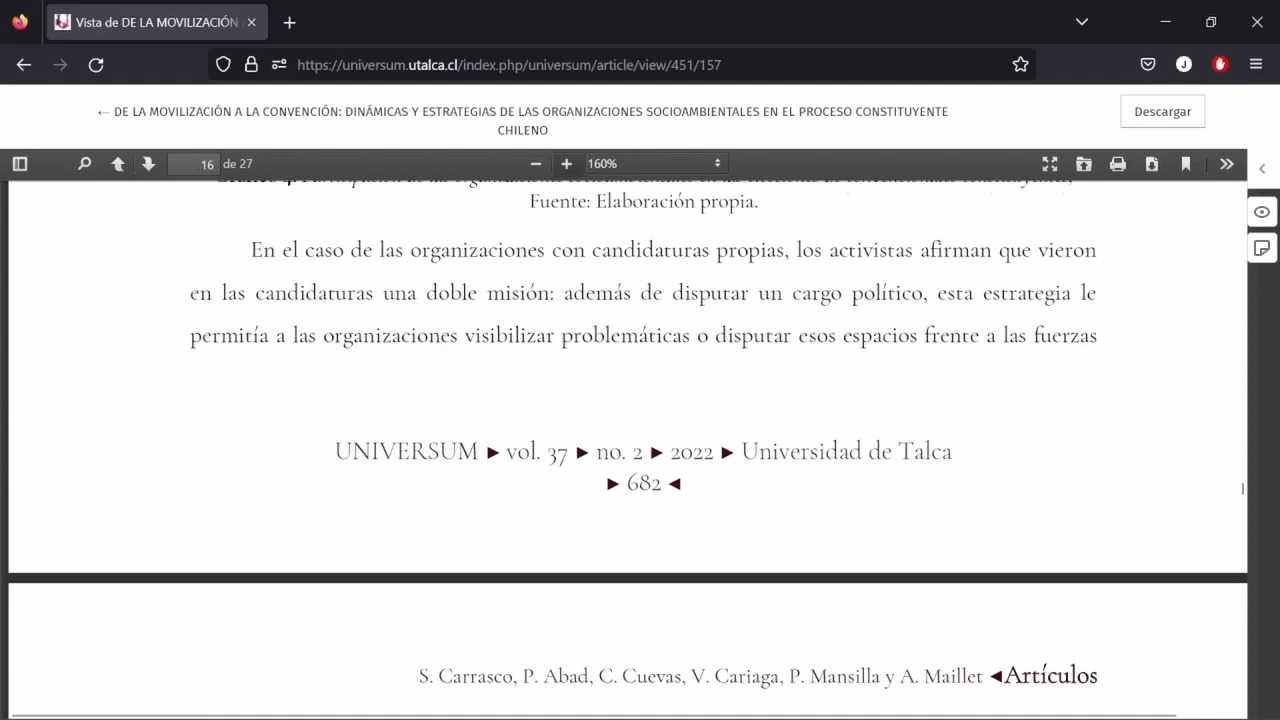 Vista de DE LA MOVILIZACIÓN
https://universum.utalca.cl/index.php/universum/article/view/451/157
← DE LA MOVILIZACIÓN A LA CONVENCIÓN: DINÁMICAS Y ESTRATEGIAS DE LAS ORGANIZACIONES SOCIOAMBIENTALES EN EL PROCESO CONSTITUYENTE
CHILENO
Descargar
16 de 27
160%
Fuente: Elaboración propia.
En el caso de las organizaciones con candidaturas propias, los activistas afirman que vieron
en las candidaturas una doble misión: además de disputar un cargo político, esta estrategia le
permitía a las organizaciones visibilizar problemáticas o disputar esos espacios frente a las fuerzas
UNIVERSUM ▶ vol. 37 ▶ no. 2 ▶ 2022 ▶ Universidad de Talca
▶ 682 ◀
S. Carrasco, P. Abad, C. Cuevas, V. Cariaga, P. Mansilla y A. Maillet ◀Artículos